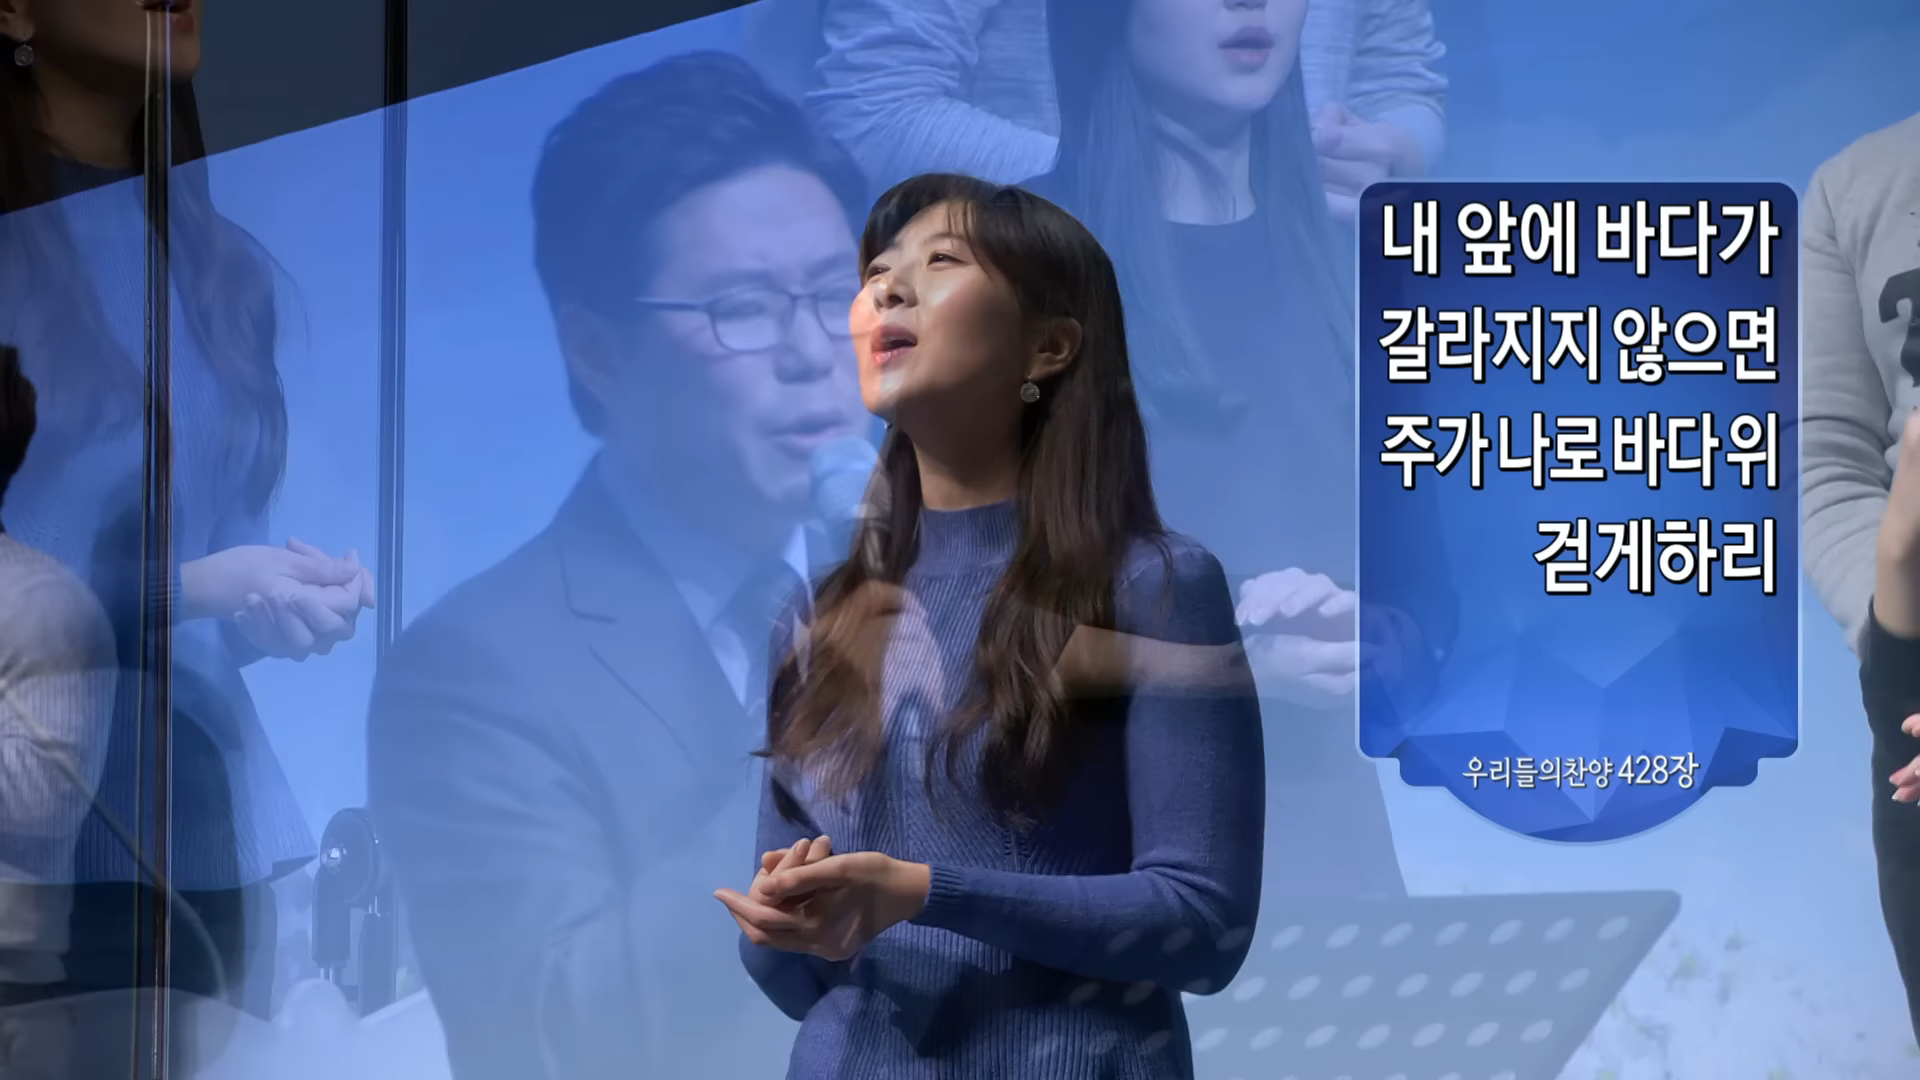 내 앞에 바다가
갈라지지 않으면
주가 나로 바다 위
걷게하리
우리들의찬양 428장